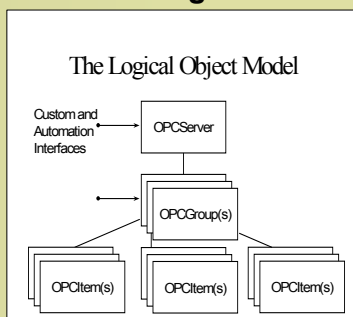 The Logical Object Model
Custom and
Automation
Interfaces
OPCServer
OPCGroup(s)
OPCItem(s)
OPCItem(s)
OPCItem(s)